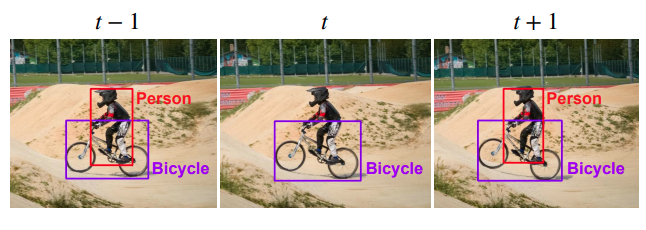 t − 1
t
t + 1
Person
Bicycle
Bicycle
Person
Bicycle